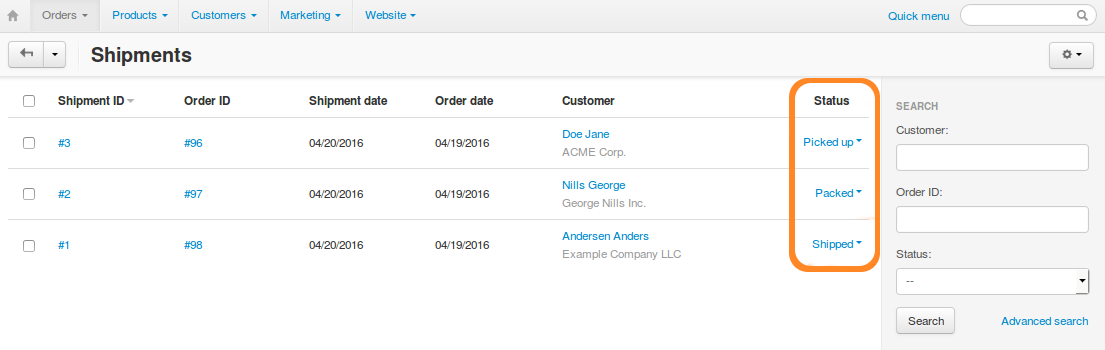 Orders Products Customers Marketing Website Quick menu
Shipments
Shipment ID Order ID Shipment date Order date Customer Status
#3 #96 04/20/2016 04/19/2016 Doe Jane Picked up
ACME Corp.
#2 #97 04/20/2016 04/19/2016 Nills George Packed
George Nills Inc.
#1 #98 04/20/2016 04/19/2016 Andersen Anders Shipped
Example Company LLC
SEARCH
Customer:
Order ID:
Status:
--
Search Advanced search